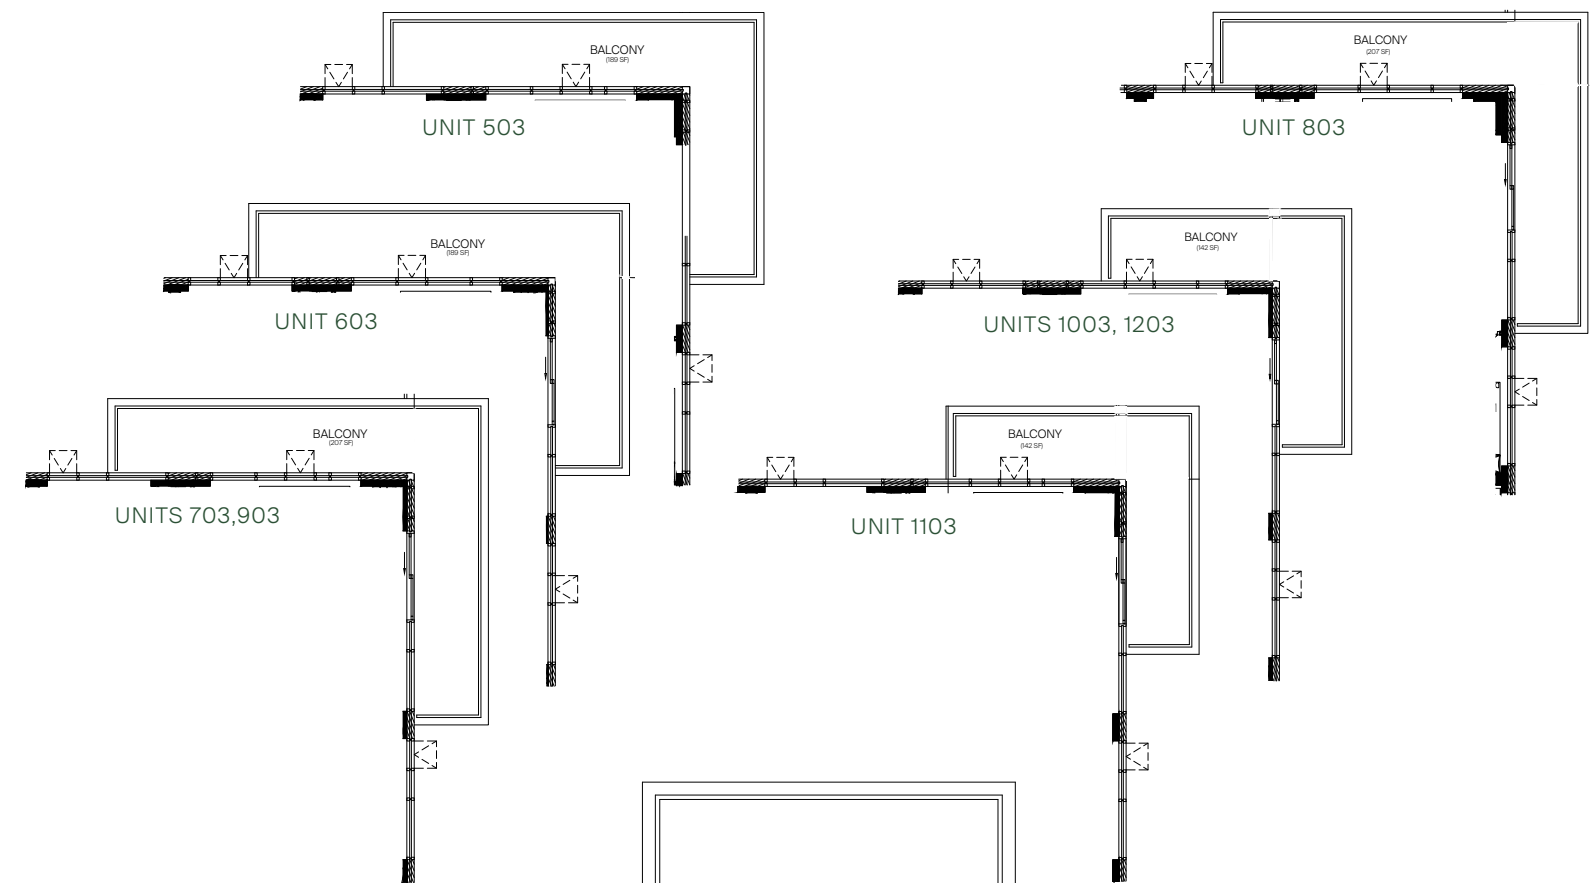 BALCONY
(189 SF)
UNIT 503
BALCONY
(207 SF)
UNIT 803
BALCONY
(189 SF)
UNIT 603
BALCONY
(142 SF)
UNITS 1003, 1203
BALCONY
(207 SF)
UNITS 703,903
BALCONY
(142 SF)
UNIT 1103